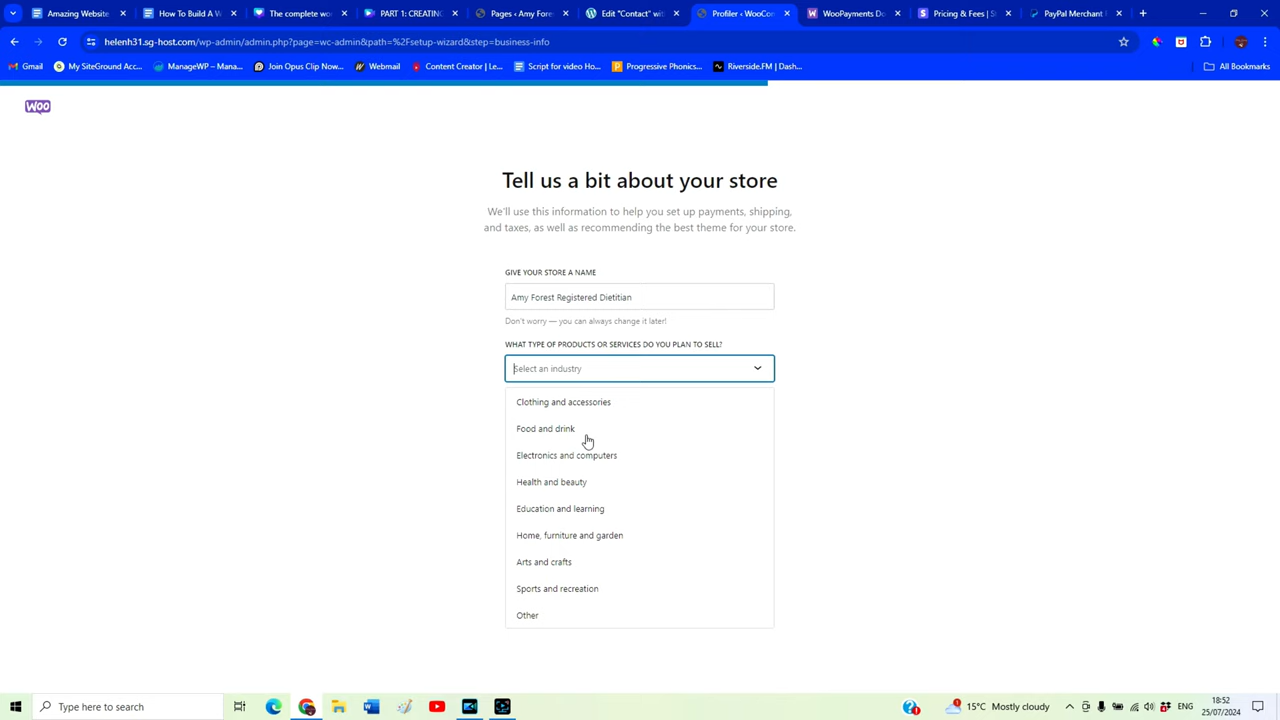 Amazing Website
How To Build A W
The complete wo
PART 1: CREATING
Pages ‹ Amy Fore
Edit "Contact" wit
Profiler ‹ WooCon
WooPayments Do
Pricing & Fees | St
PayPal Merchant F
helenh31.sg-host.com/wp-admin/admin.php?page=wc-admin&path=%2Fsetup-wizard&step=business-info
Gmail
My SiteGround Acc...
ManageWP – Mana...
Join Opus Clip Now...
Webmail
Content Creator | Le...
Script for video Ho...
Progressive Phonics...
Riverside.FM | Dash...
All Bookmarks
Woo
Tell us a bit about your store
We'll use this information to help you set up payments, shipping,
and taxes, as well as recommending the best theme for your store.
GIVE YOUR STORE A NAME
Amy Forest Registered Dietitian
Don't worry — you can always change it later!
WHAT TYPE OF PRODUCTS OR SERVICES DO YOU PLAN TO SELL?
Select an industry
Clothing and accessories
Food and drink
Electronics and computers
Health and beauty
Education and learning
Home, furniture and garden
Arts and crafts
Sports and recreation
Other
Type here to search
15°C Mostly cloudy
ENG
18:52
25/07/2024